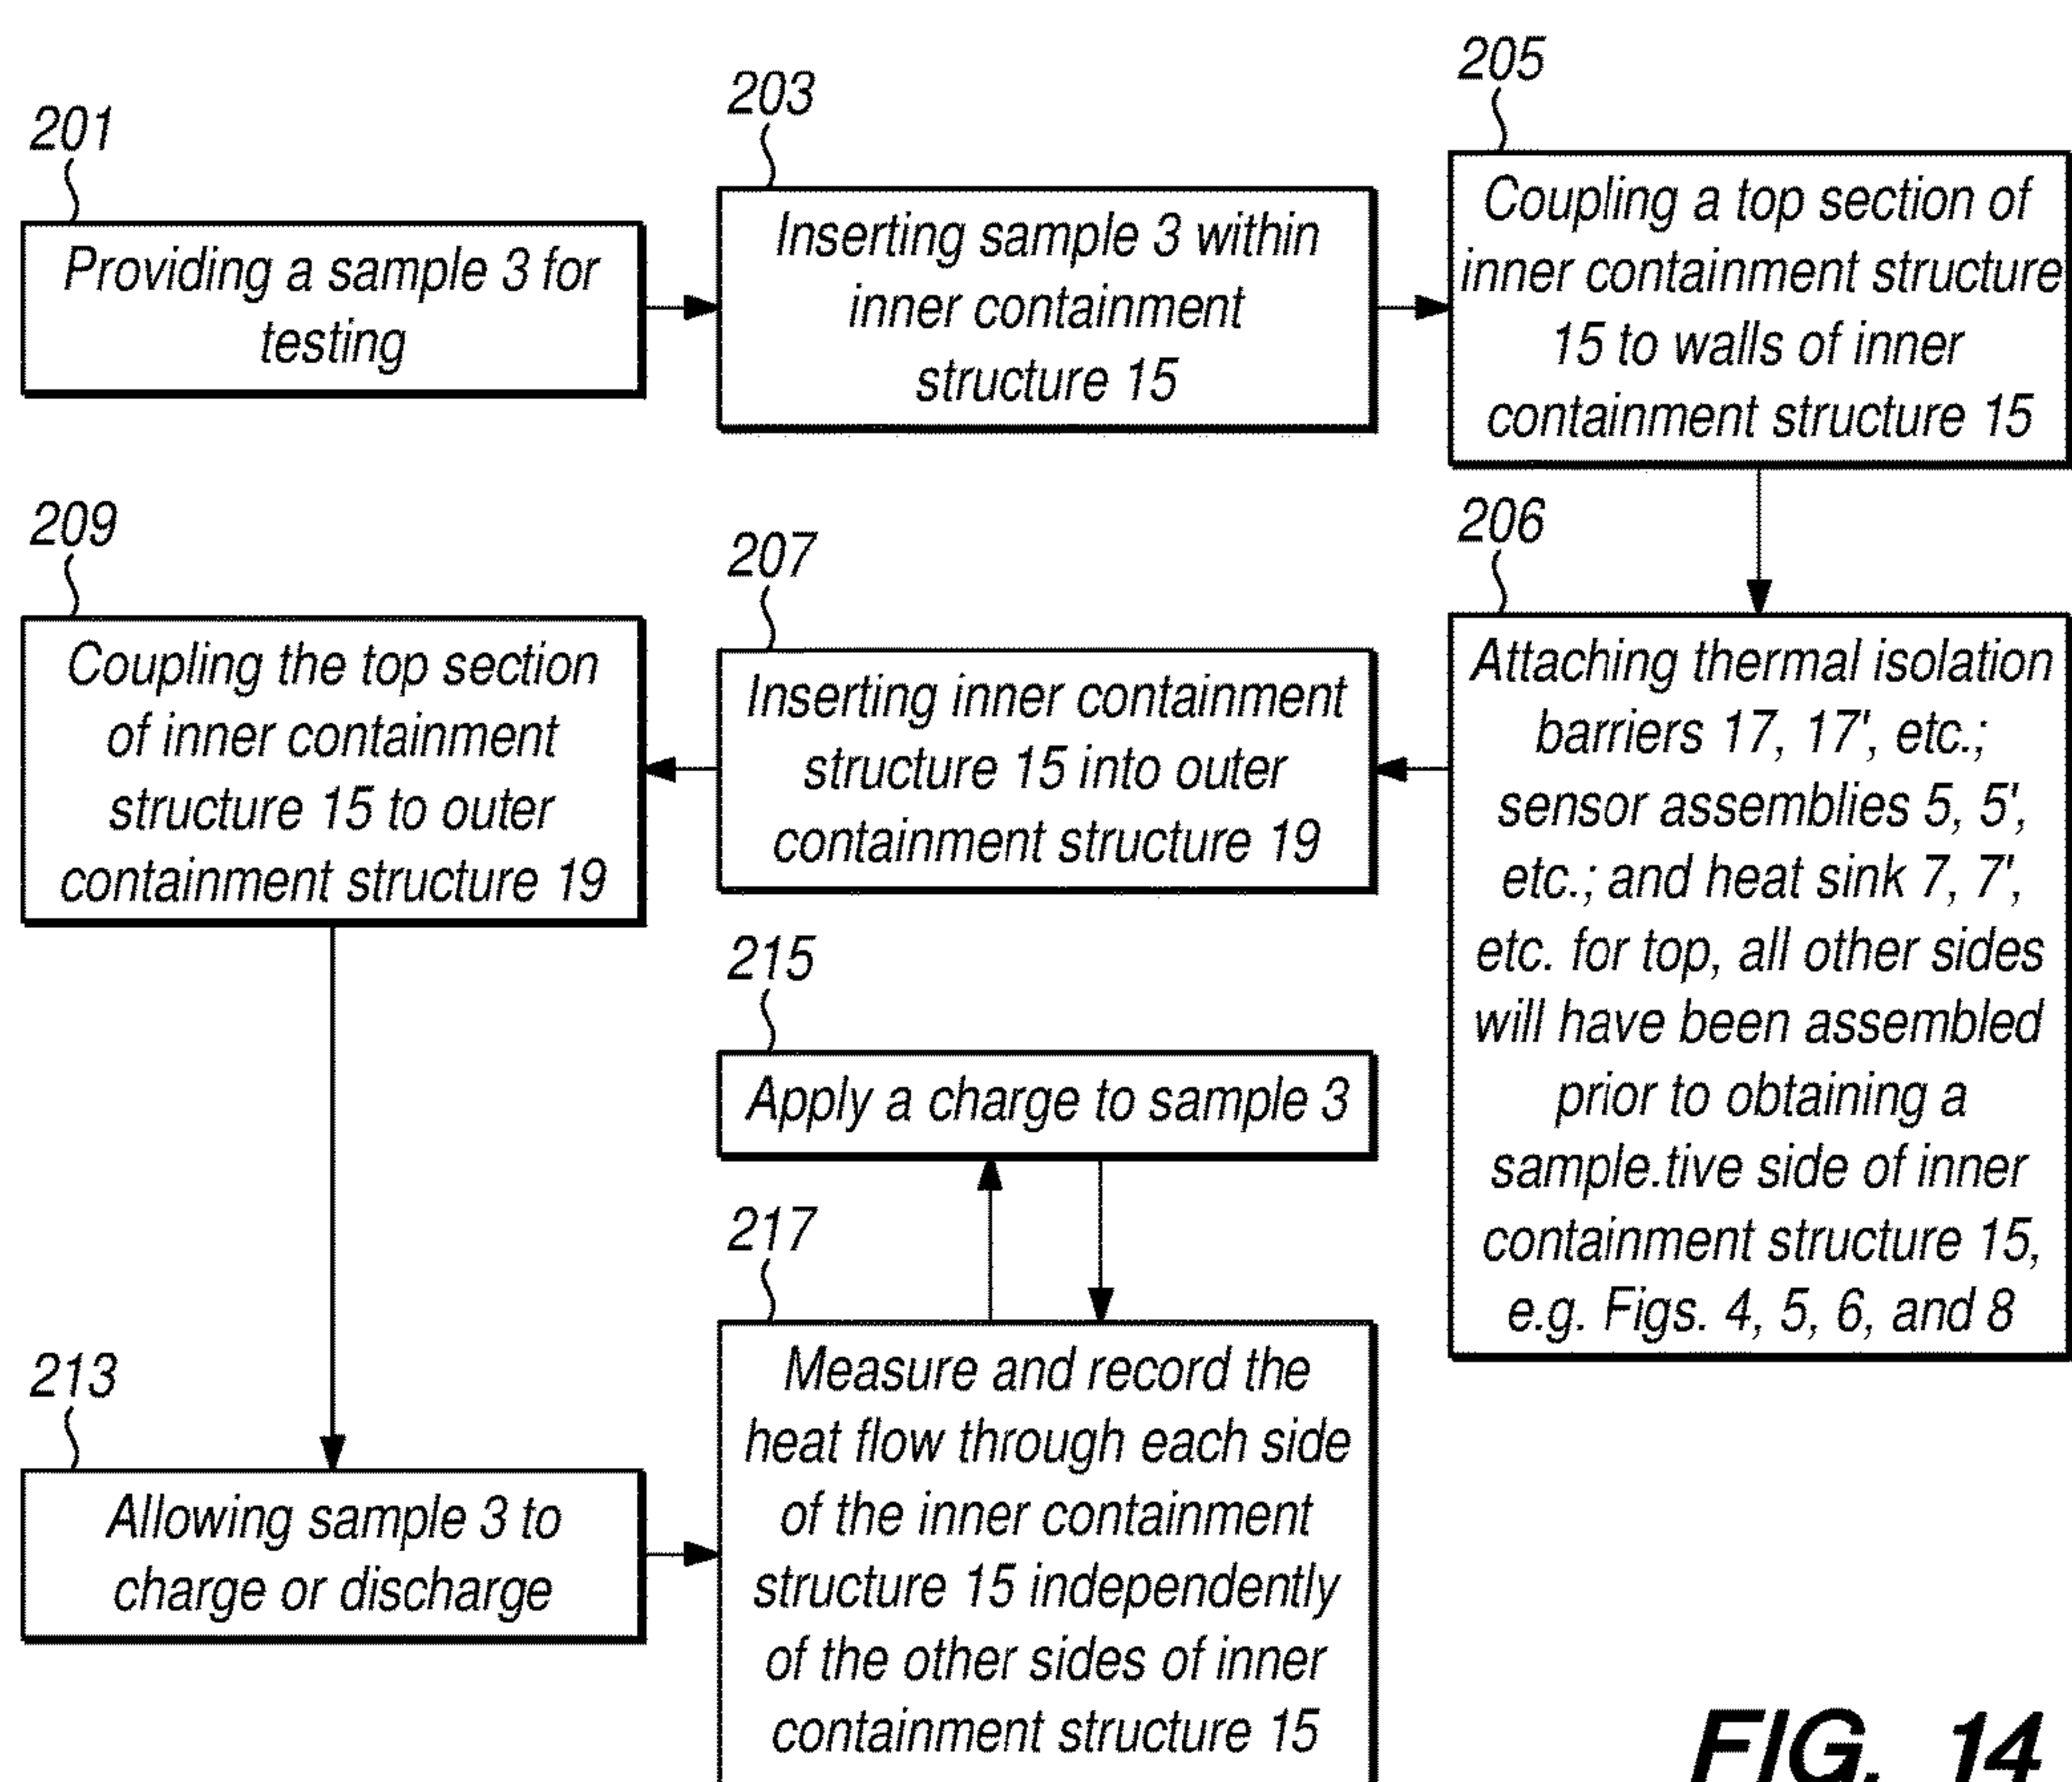 201
Providing a sample 3 for
testing
203
Inserting sample 3 within
inner containment
structure 15
205
Coupling a top section of
inner containment structure
15 to walls of inner
containment structure 15
206
Attaching thermal isolation
barriers 17, 17', etc.;
sensor assemblies 5, 5',
etc.; and heat sink 7, 7',
etc. for top, all other sides
will have been assembled
prior to obtaining a
sample.tive side of inner
containment structure 15,
e.g. Figs. 4, 5, 6, and 8
207
Inserting inner containment
structure 15 into outer
containment structure 19
209
Coupling the top section
of inner containment
structure 15 to outer
containment structure 19
213
Allowing sample 3 to
charge or discharge
215
Apply a charge to sample 3
217
Measure and record the
heat flow through each side
of the inner containment
structure 15 independently
of the other sides of inner
containment structure 15
FIG. 14